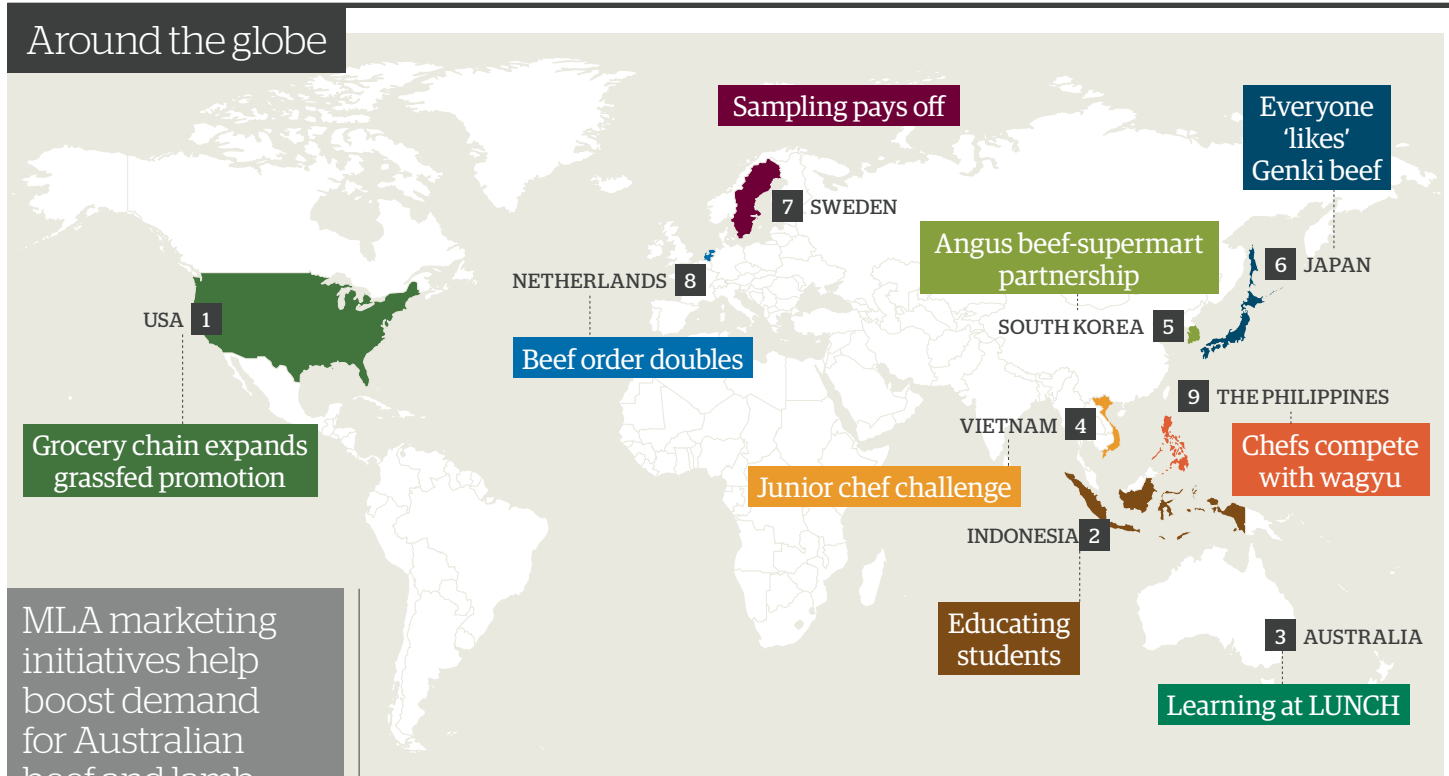 Around the globe
Sampling pays off
Everyone
‘likes’
Genki beef
7 SWEDEN
Angus beef-supermart
partnership
6 JAPAN
NETHERLANDS 8
USA 1
SOUTH KOREA 5
Beef order doubles
9 THE PHILIPPINES
VIETNAM 4
Grocery chain expands
grassfed promotion
Chefs compete
with wagyu
Junior chef challenge
INDONESIA 2
Educating
students
3 AUSTRALIA
Learning at LUNCH
MLA marketing
initiatives help
boost demand
for Australian
beef and lamb